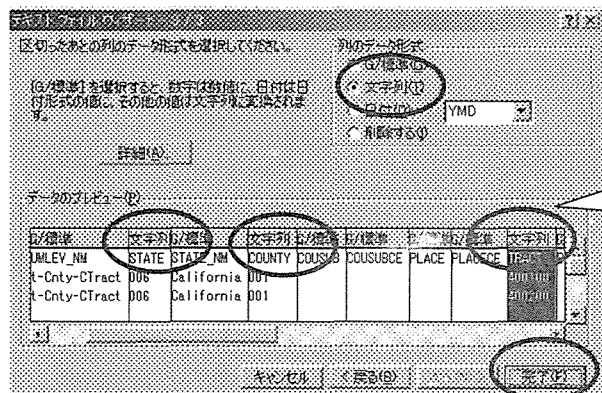 テキスト ファイル ウィザード - 3 / 3
区切ったあとの列のデータ形式を選択してください。
[G/標準] を選択すると、数字は数値に、日付は日
付形式の値に、その他の値は文字列に変換されま
す。
詳細(A)...
列のデータ形式
G/標準(G)
文字列(T)
日付(D): YMD
削除する(I)
データのプレビュー(P)
G/標準 文字列 G/標準 文字列 G/標準 G/標準 G/標準 文字列
UMLEV_NM STATE STATE_NM COUNTY COUSUB COUSUBCE PLACE PLACECE
t-Cnty-CTract 006 California 001 400100
t-Cnty-CTract 006 California 001 400200
キャンセル < 戻る(B) 完了(F)